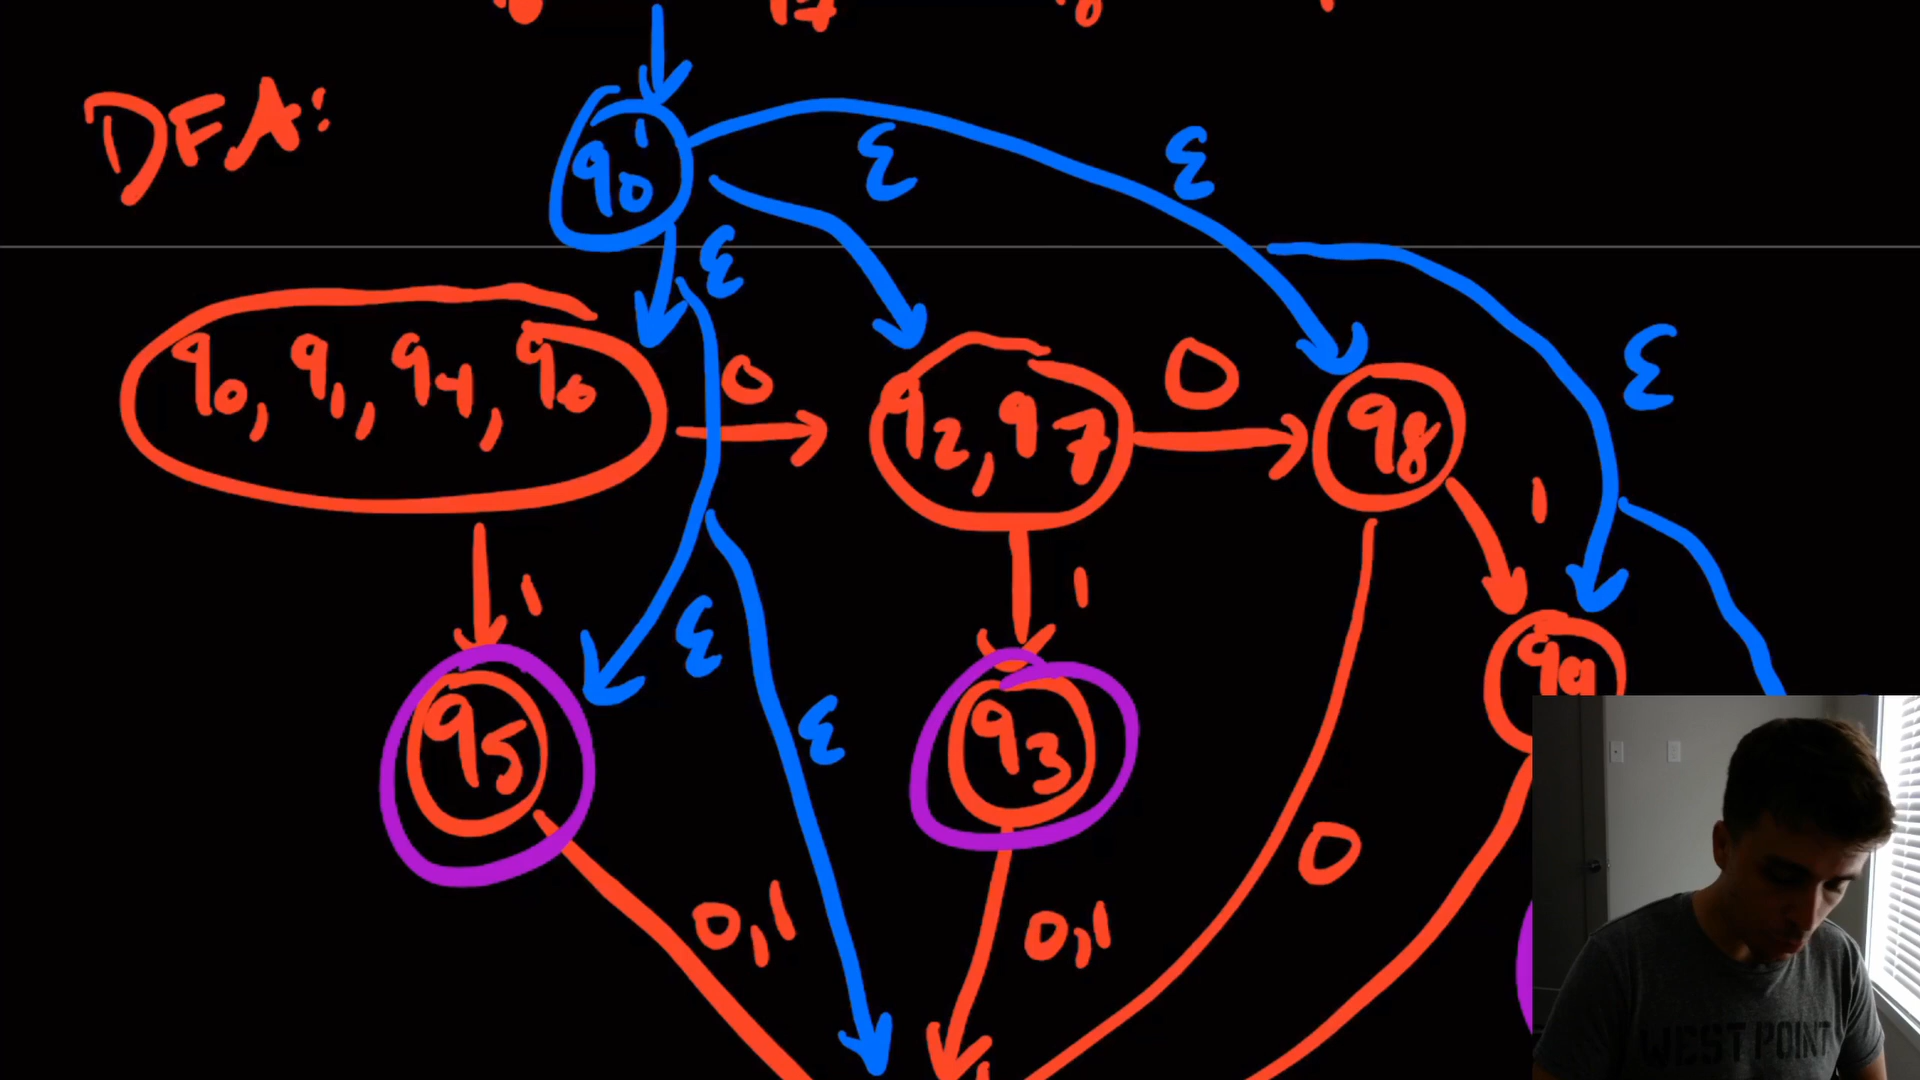 DFA:
q0'
ε ε
ε
q0, q1, q4, q6 0 q2, q7 0 q8 ε
1 1 1
ε
q5 q3 q9
ε
0
0,1 0,1
WEST POINT